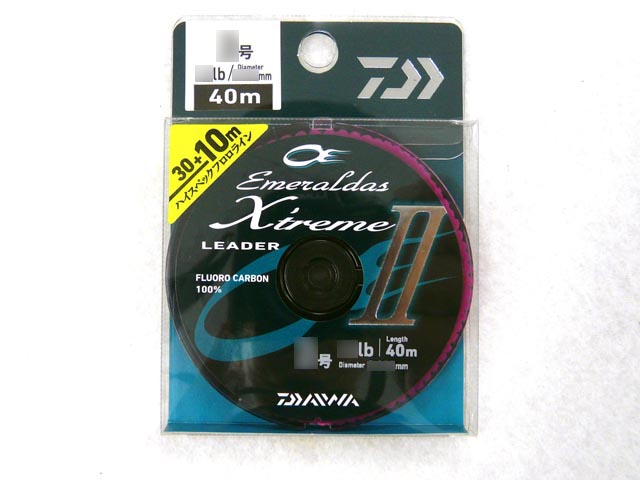 号
lb / Diameter mm
40m
30+10m
ハイスペックフロロライン
Emeraldas
X'treme II
LEADER
FLUORO CARBON
100%
号 lb Length 40m
Diameter mm
DAIWA